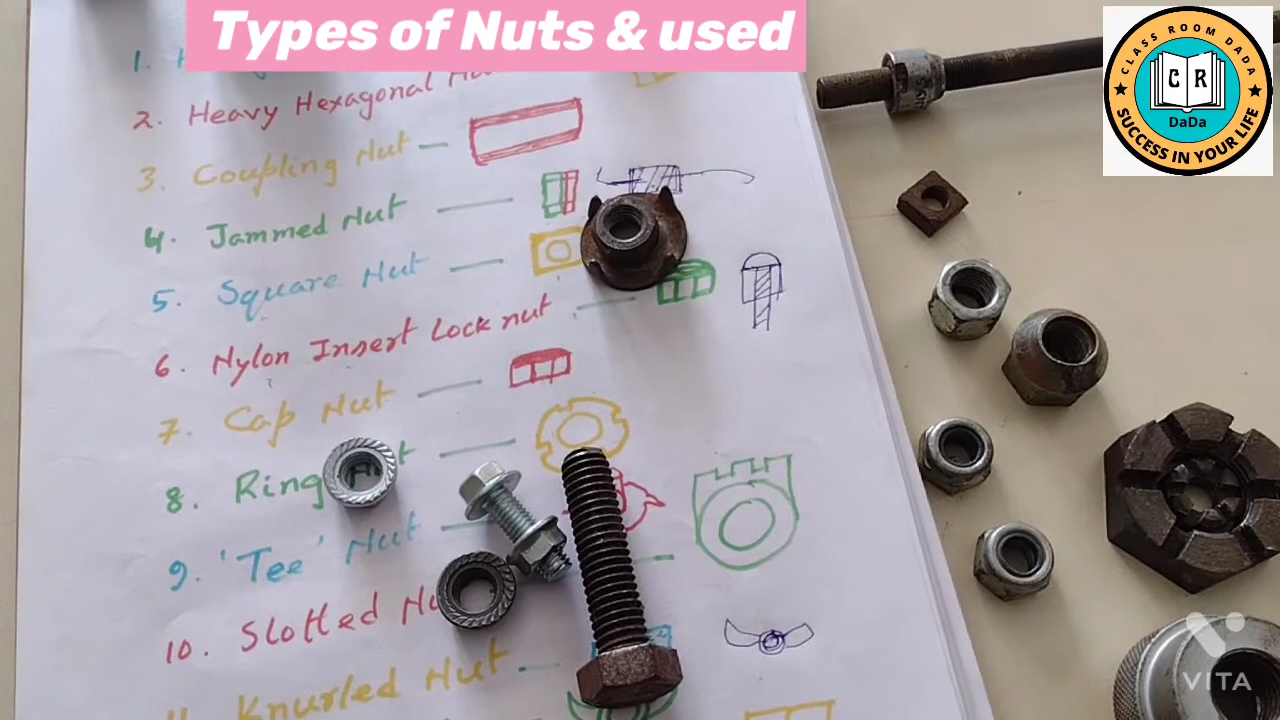 Types of Nuts & used
CLASS ROOM DADA
C R
DaDa
SUCCESS IN YOUR LIFE
1.
2. Heavy Hexagonal
3. Coupling Nut
4. Jammed Nut
5. Square Nut
6. Nylon Insert Lock nut
7. Cap Nut
8. Ring
9. 'Tee' Nut
10. Slotted
11. Knurled Nut
VITA